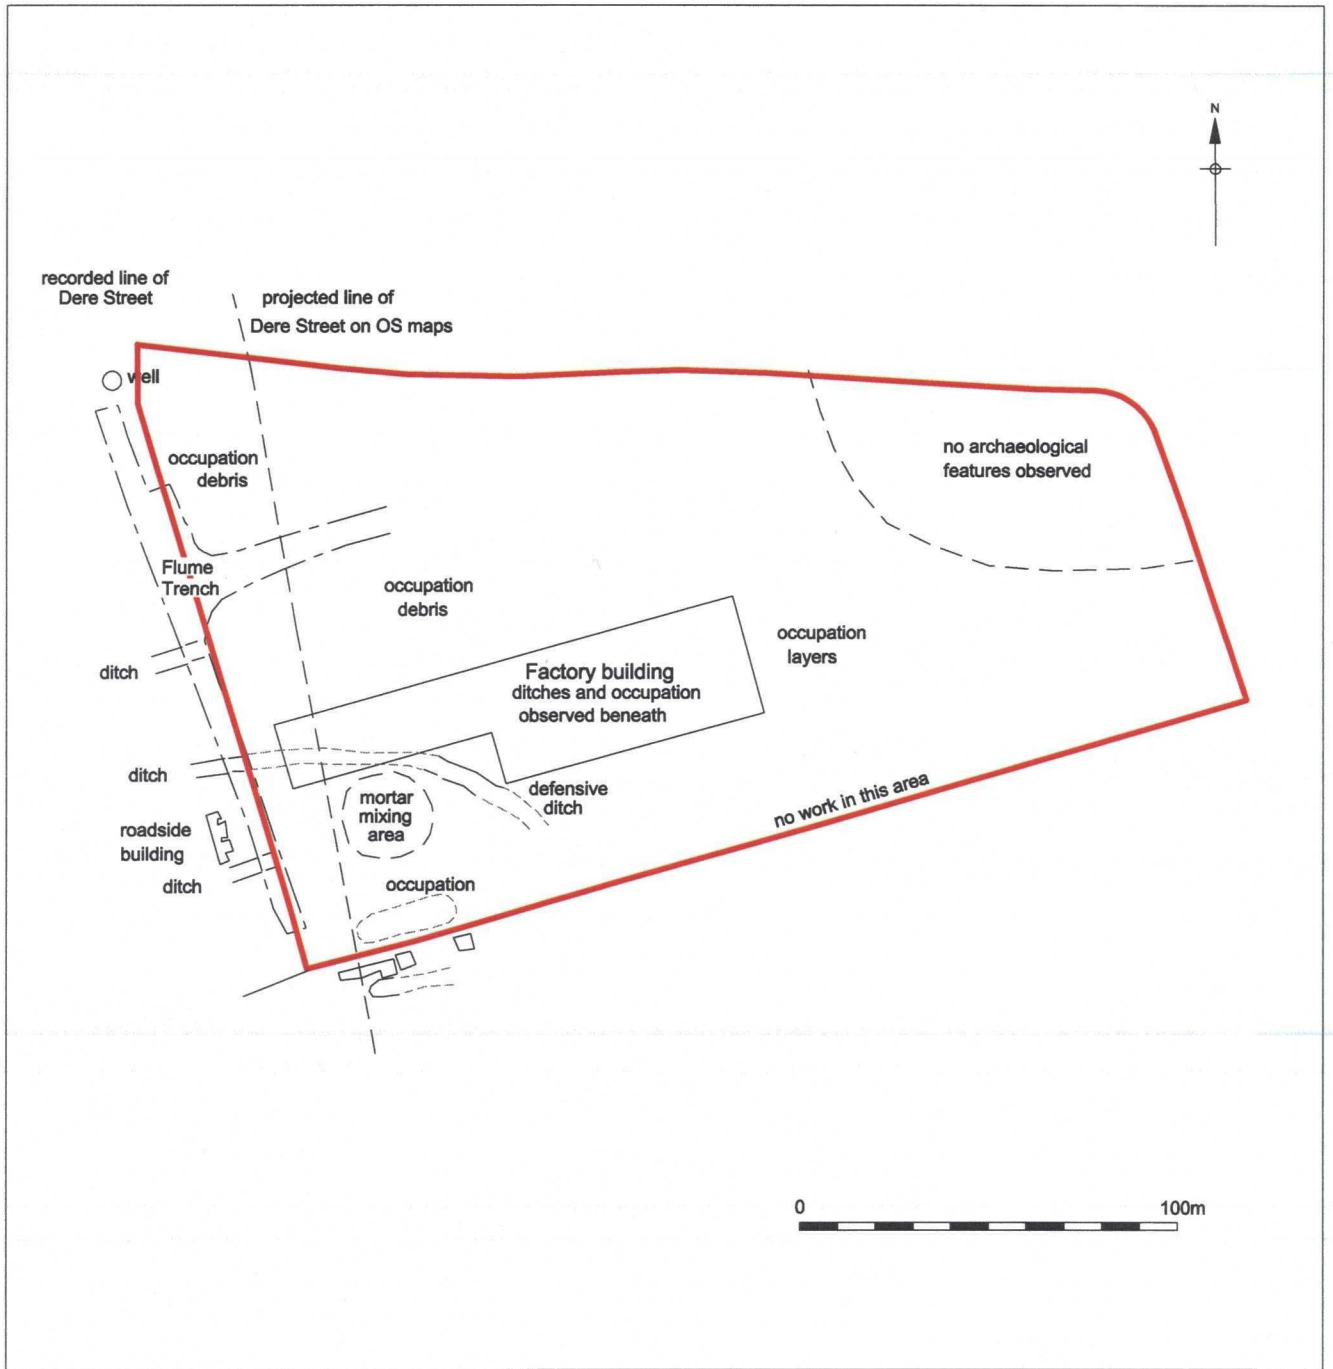 N
recorded line of
Dere Street
projected line of
Dere Street on OS maps
well
occupation
debris
no archaeological
features observed
Flume
Trench
occupation
debris
occupation
layers
ditch
Factory building
ditches and occupation
observed beneath
ditch
defensive
ditch
mortar
mixing
area
no work in this area
roadside
building
ditch
occupation
0
100m